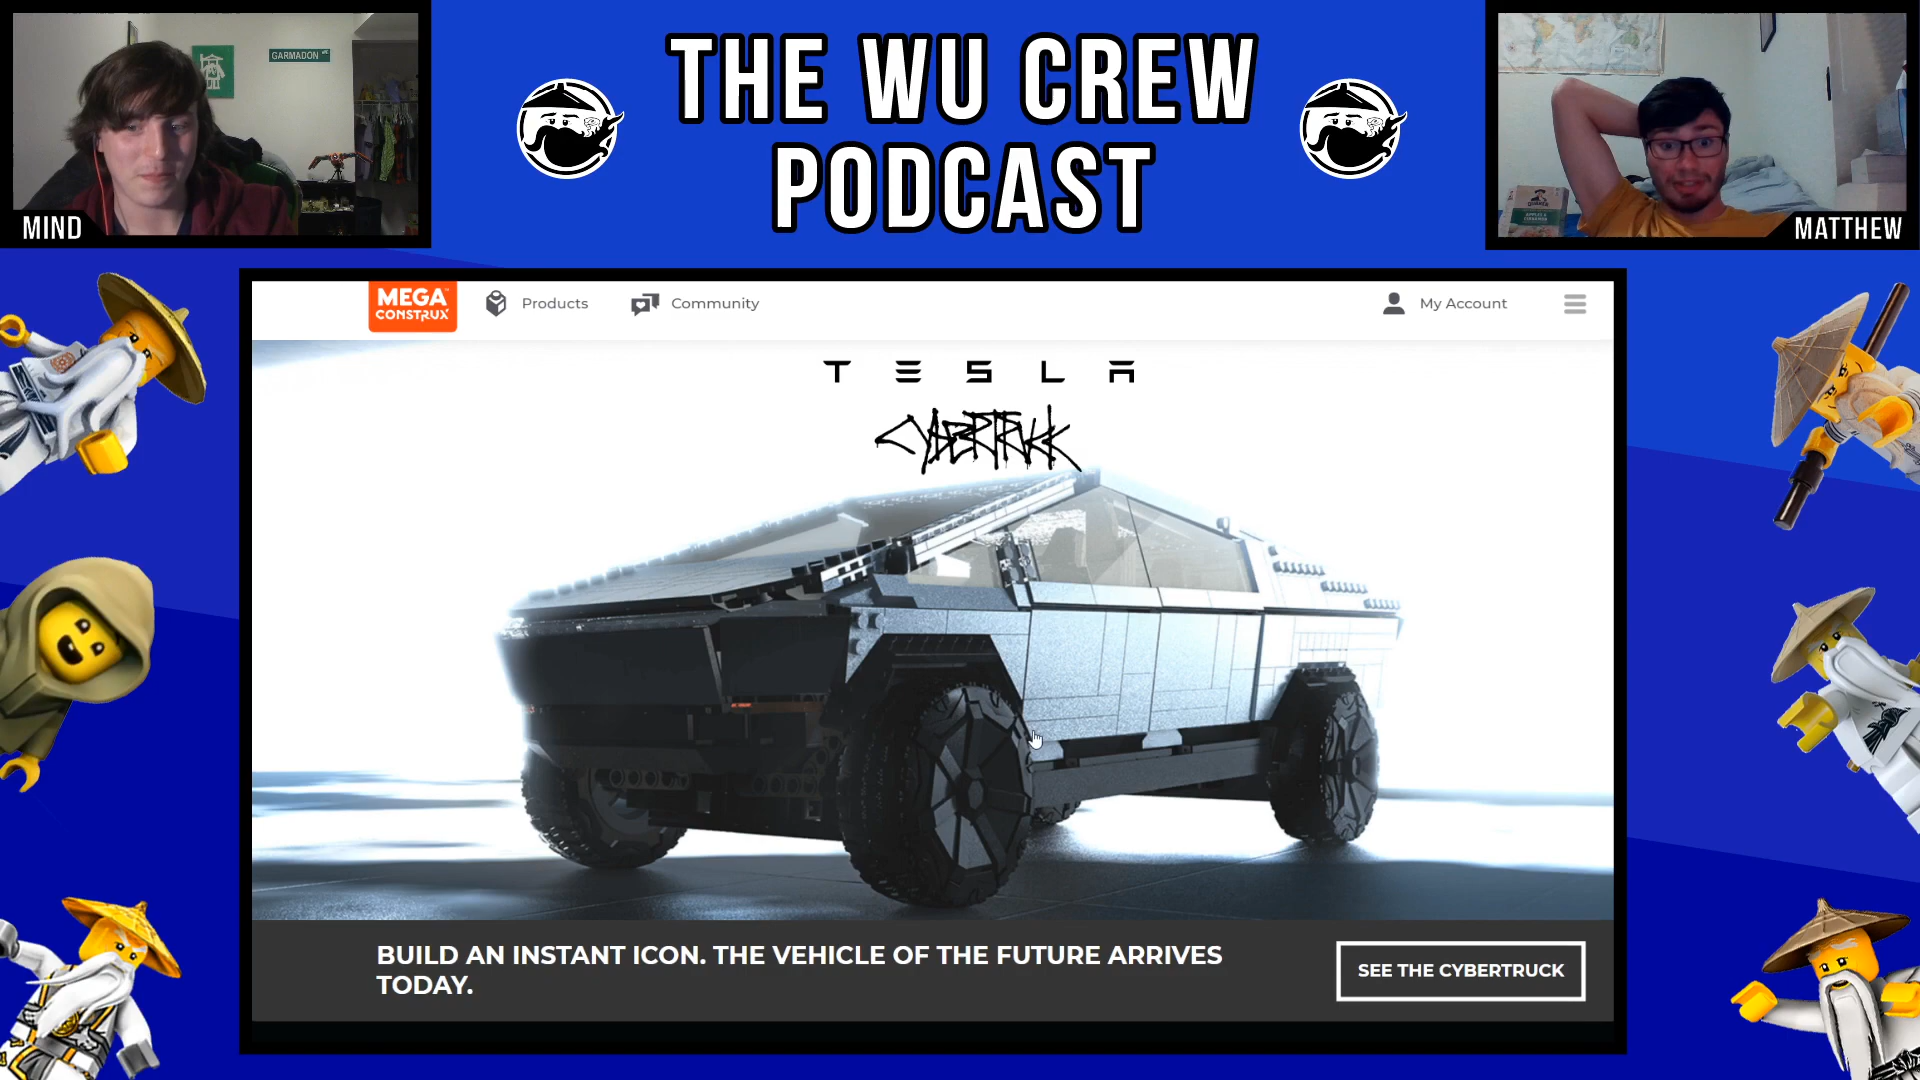 THE WU CREW
PODCAST
GARMADON
MIND
MATTHEW
MEGA
CONSTRUX
Products
Community
My Account
TESLA
CYBERTRUCK
BUILD AN INSTANT ICON. THE VEHICLE OF THE FUTURE ARRIVES
TODAY.
SEE THE CYBERTRUCK